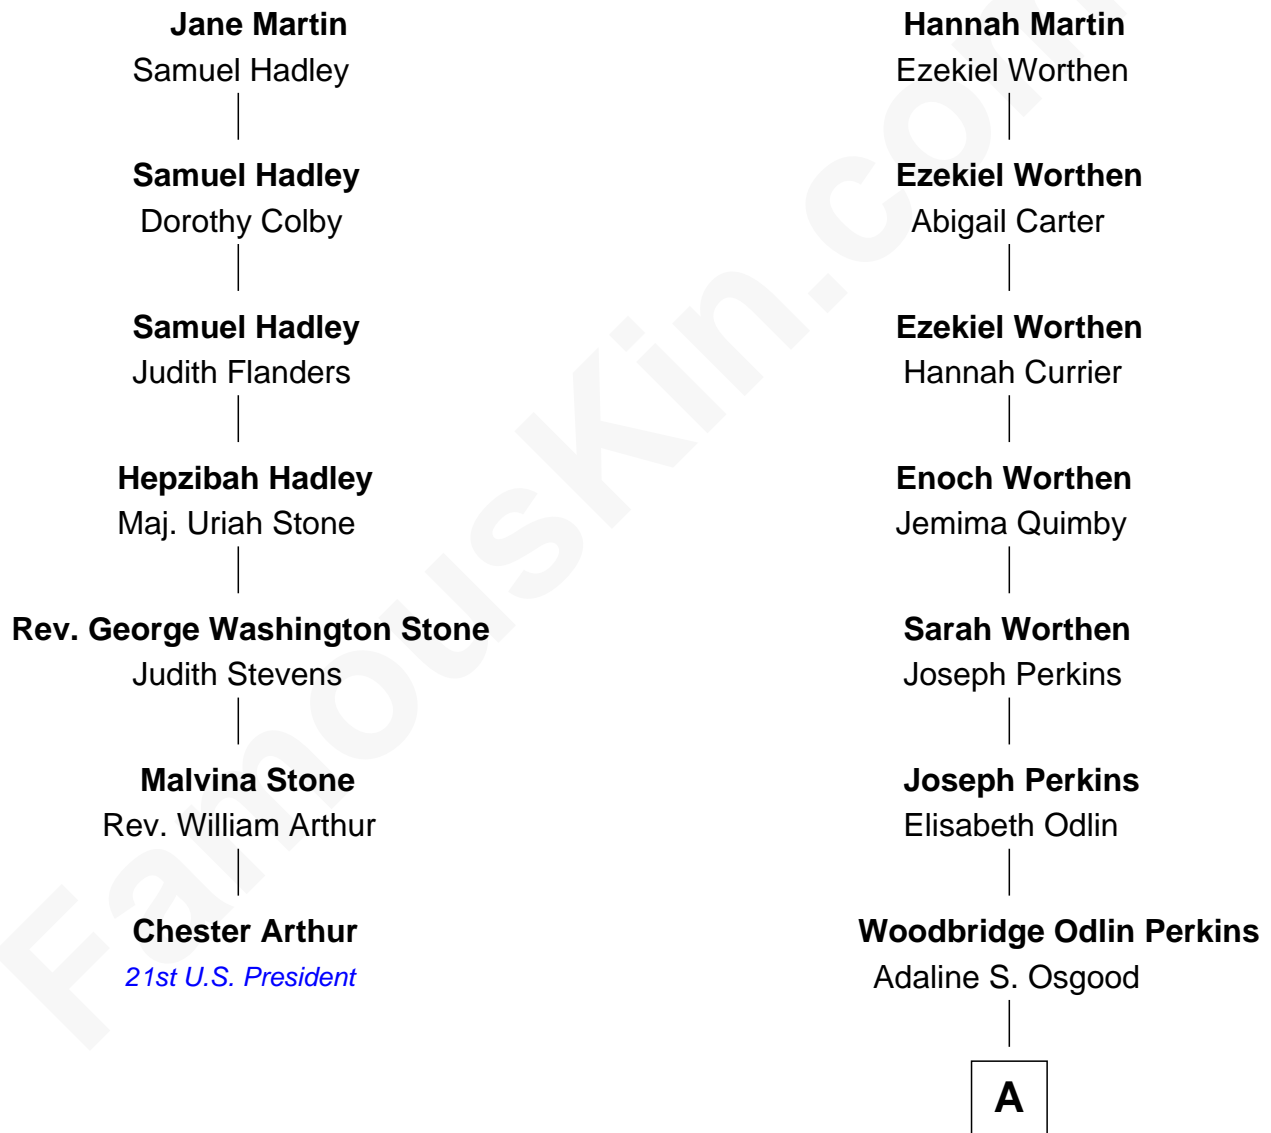 Jane Martin
Samuel Hadley
Samuel Hadley
Dorothy Colby
Samuel Hadley
Judith Flanders
Hepzibah Hadley
Maj. Uriah Stone
Rev. George Washington Stone
Judith Stevens
Malvina Stone
Rev. William Arthur
Chester Arthur
21st U.S. President
Hannah Martin
Ezekiel Worthen
Ezekiel Worthen
Abigail Carter
Ezekiel Worthen
Hannah Currier
Enoch Worthen
Jemima Quimby
Sarah Worthen
Joseph Perkins
Joseph Perkins
Elisabeth Odlin
Woodbridge Odlin Perkins
Adaline S. Osgood
A
FamousKin.com